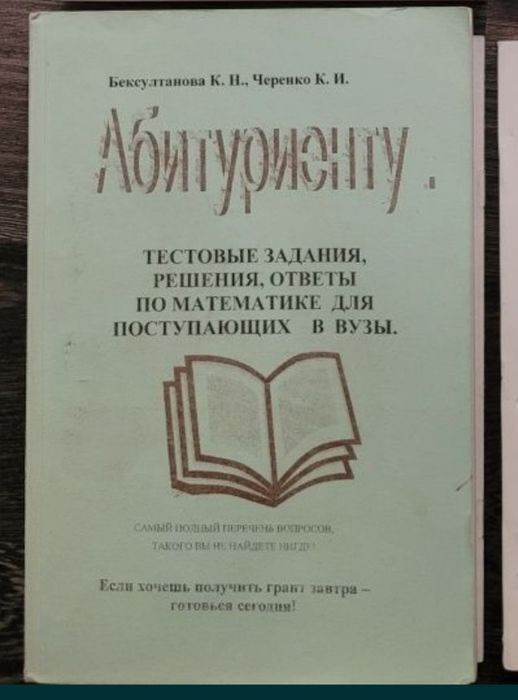 Бексултанова К. Н., Черенко К. И.
Абитуриенту.
ТЕСТОВЫЕ ЗАДАНИЯ,
РЕШЕНИЯ, ОТВЕТЫ
ПО МАТЕМАТИКЕ ДЛЯ
ПОСТУПАЮЩИХ В ВУЗЫ.
САМЫЙ ПОЛНЫЙ ПЕРЕЧЕНЬ ВОПРОСОВ,
ТАКОГО ВЫ НЕ НАЙДЕТЕ НИГДЕ!
Если хочешь получить грант завтра –
готовься сегодня!